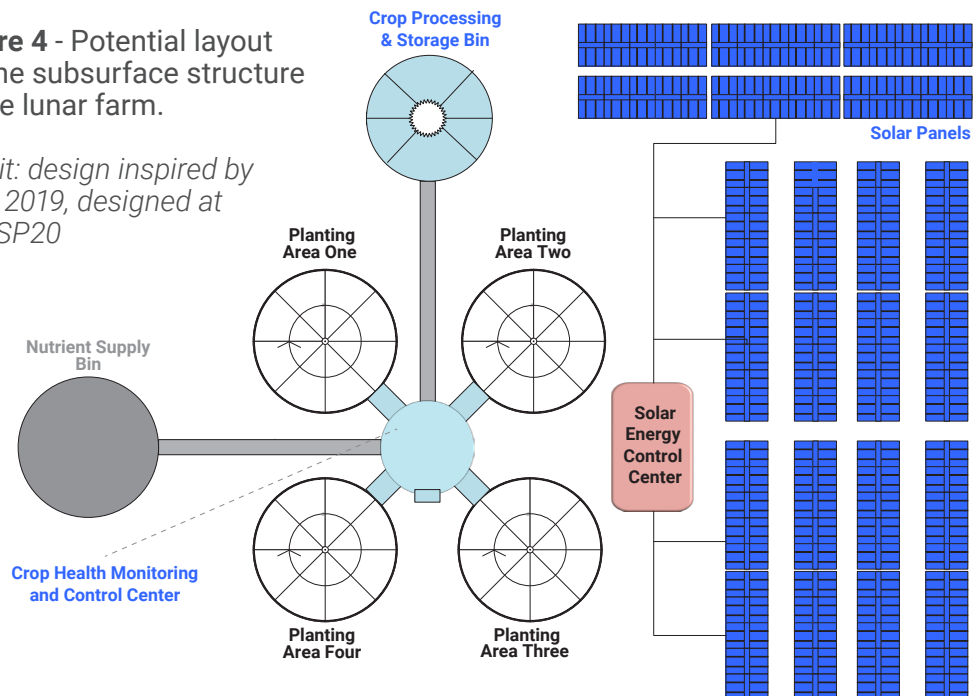 re 4 - Potential layout
ne subsurface structure
e lunar farm.
it: design inspired by
2019, designed at
SP20
Crop Processing
& Storage Bin
Solar Panels
Planting
Area One
Planting
Area Two
Nutrient Supply
Bin
Solar
Energy
Control
Center
Crop Health Monitoring
and Control Center
Planting
Area Four
Planting
Area Three